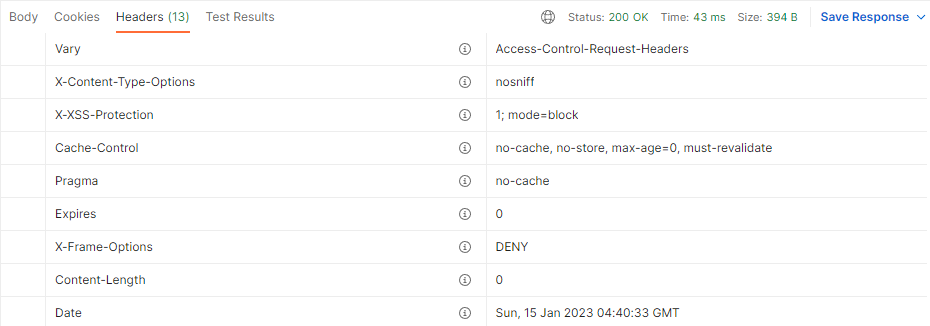 Body Cookies Headers (13) Test Results Status: 200 OK Time: 43 ms Size: 394 B Save Response
Vary Access-Control-Request-Headers
X-Content-Type-Options nosniff
X-XSS-Protection 1; mode=block
Cache-Control no-cache, no-store, max-age=0, must-revalidate
Pragma no-cache
Expires 0
X-Frame-Options DENY
Content-Length 0
Date Sun, 15 Jan 2023 04:40:33 GMT